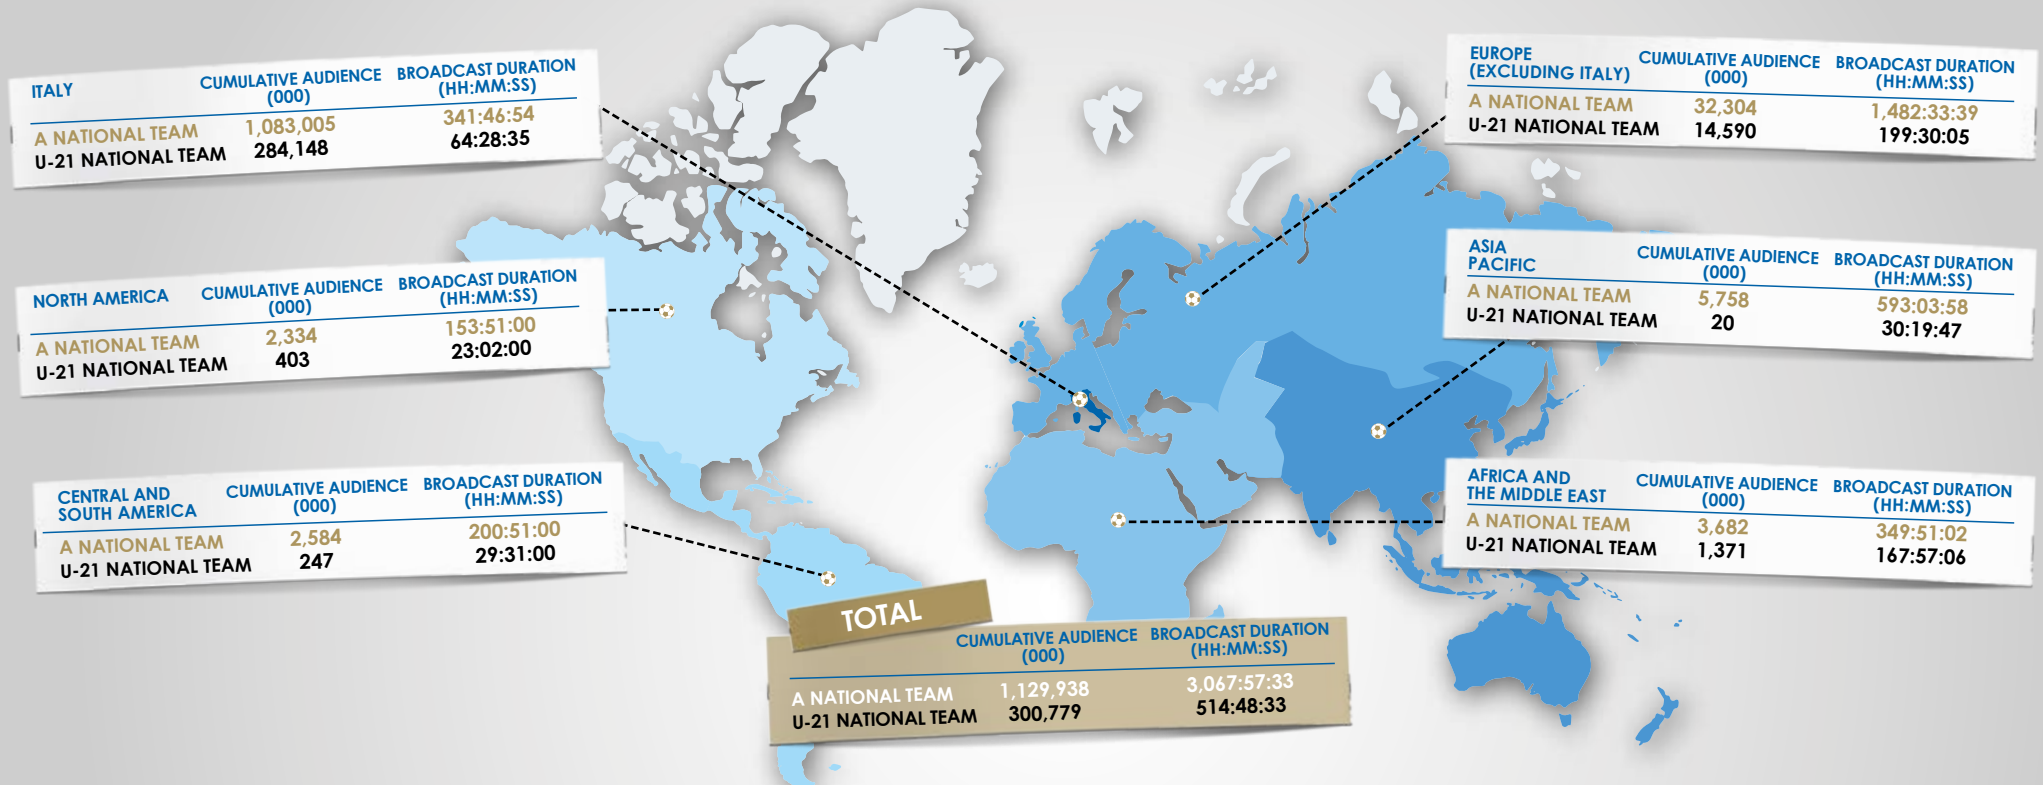 ITALY CUMULATIVE AUDIENCE (000) BROADCAST DURATION (HH:MM:SS)
A NATIONAL TEAM 1,083,005 341:46:54
U-21 NATIONAL TEAM 284,148 64:28:35
NORTH AMERICA CUMULATIVE AUDIENCE (000) BROADCAST DURATION (HH:MM:SS)
A NATIONAL TEAM 2,334 153:51:00
U-21 NATIONAL TEAM 403 23:02:00
CENTRAL AND SOUTH AMERICA CUMULATIVE AUDIENCE (000) BROADCAST DURATION (HH:MM:SS)
A NATIONAL TEAM 2,584 200:51:00
U-21 NATIONAL TEAM 247 29:31:00
EUROPE (EXCLUDING ITALY) CUMULATIVE AUDIENCE (000) BROADCAST DURATION (HH:MM:SS)
A NATIONAL TEAM 32,304 1,482:33:39
U-21 NATIONAL TEAM 14,590 199:30:05
ASIA PACIFIC CUMULATIVE AUDIENCE (000) BROADCAST DURATION (HH:MM:SS)
A NATIONAL TEAM 5,758 593:03:58
U-21 NATIONAL TEAM 20 30:19:47
AFRICA AND THE MIDDLE EAST CUMULATIVE AUDIENCE (000) BROADCAST DURATION (HH:MM:SS)
A NATIONAL TEAM 3,682 349:51:02
U-21 NATIONAL TEAM 1,371 167:57:06
TOTAL
CUMULATIVE AUDIENCE (000) BROADCAST DURATION (HH:MM:SS)
A NATIONAL TEAM 1,129,938 3,067:57:33
U-21 NATIONAL TEAM 300,779 514:48:33